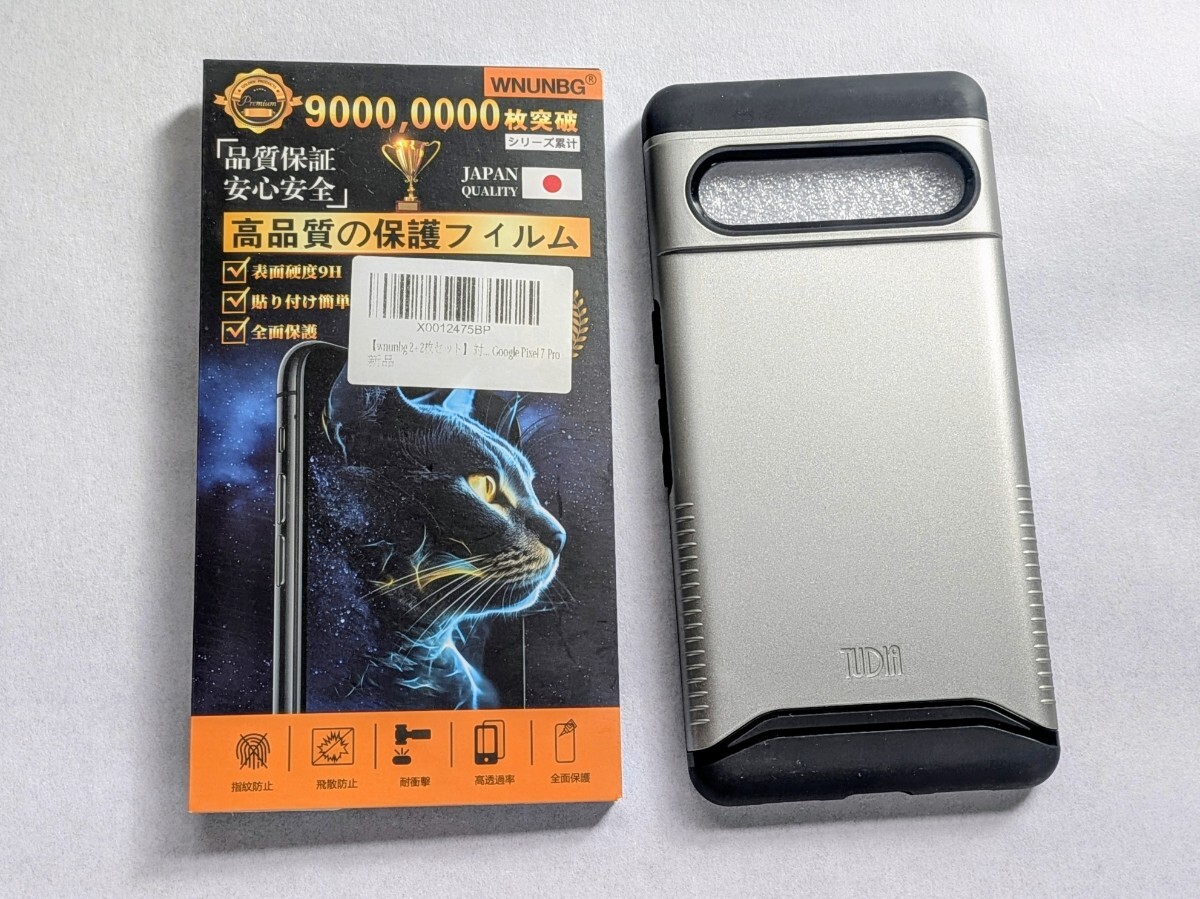 WNUNBG®
Premium
9000,0000枚突破
シリーズ累計
「品質保証
安心安全」
JAPAN
QUALITY
高品質の保護フィルム
表面硬度9H
貼り付け簡単
全面保護
X0012475BP
【wnunbg 2+2枚セット】 対... Google Pixel 7 Pro
新品
指紋防止
飛散防止
耐衝撃
高透過率
全面保護
TUDIA